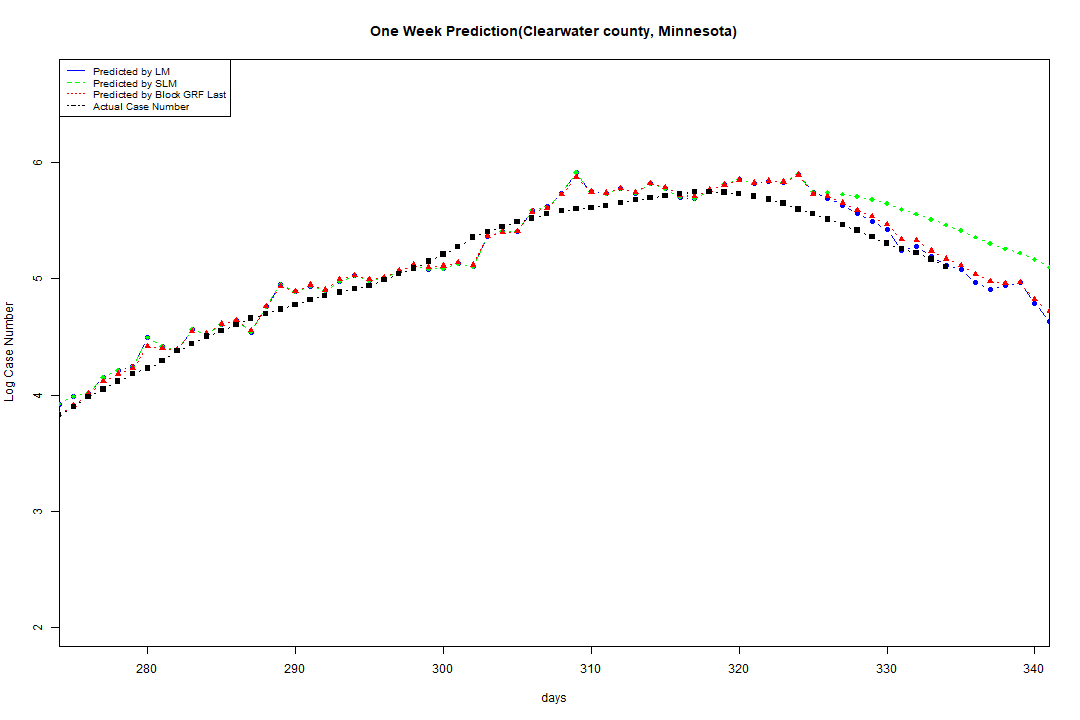 One Week Prediction(Clearwater county, Minnesota)
Predicted by LM
Predicted by SLM
Predicted by Block GRF Last
Actual Case Number
6
5
4
3
2
Log Case Number
280 290 300 310 320 330 340
days